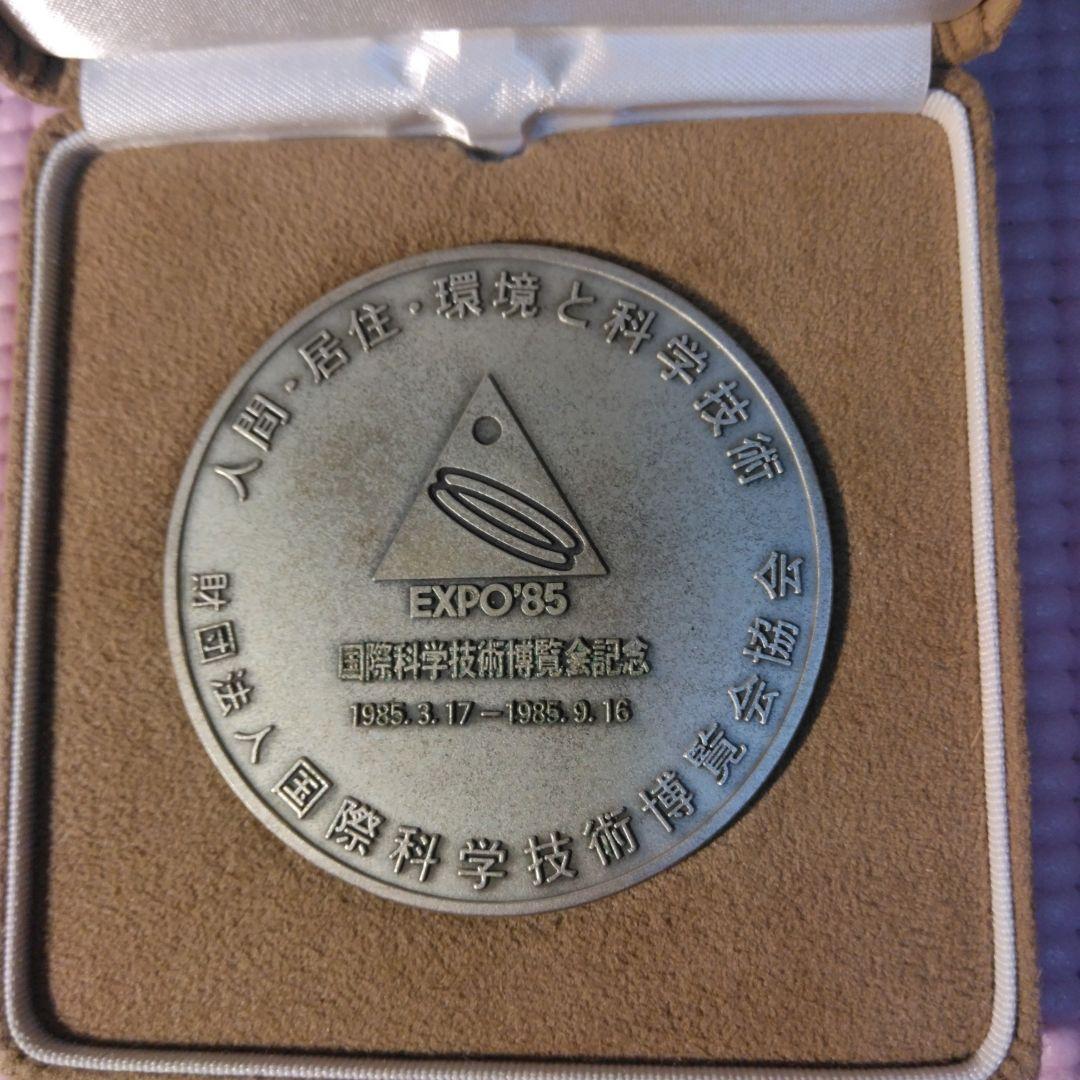 人間・居住・環境と科学技術
EXPO'85
国際科学技術博覧会記念
1985.3.17-1985.9.16
財団法人国際科学技術博覧会協会